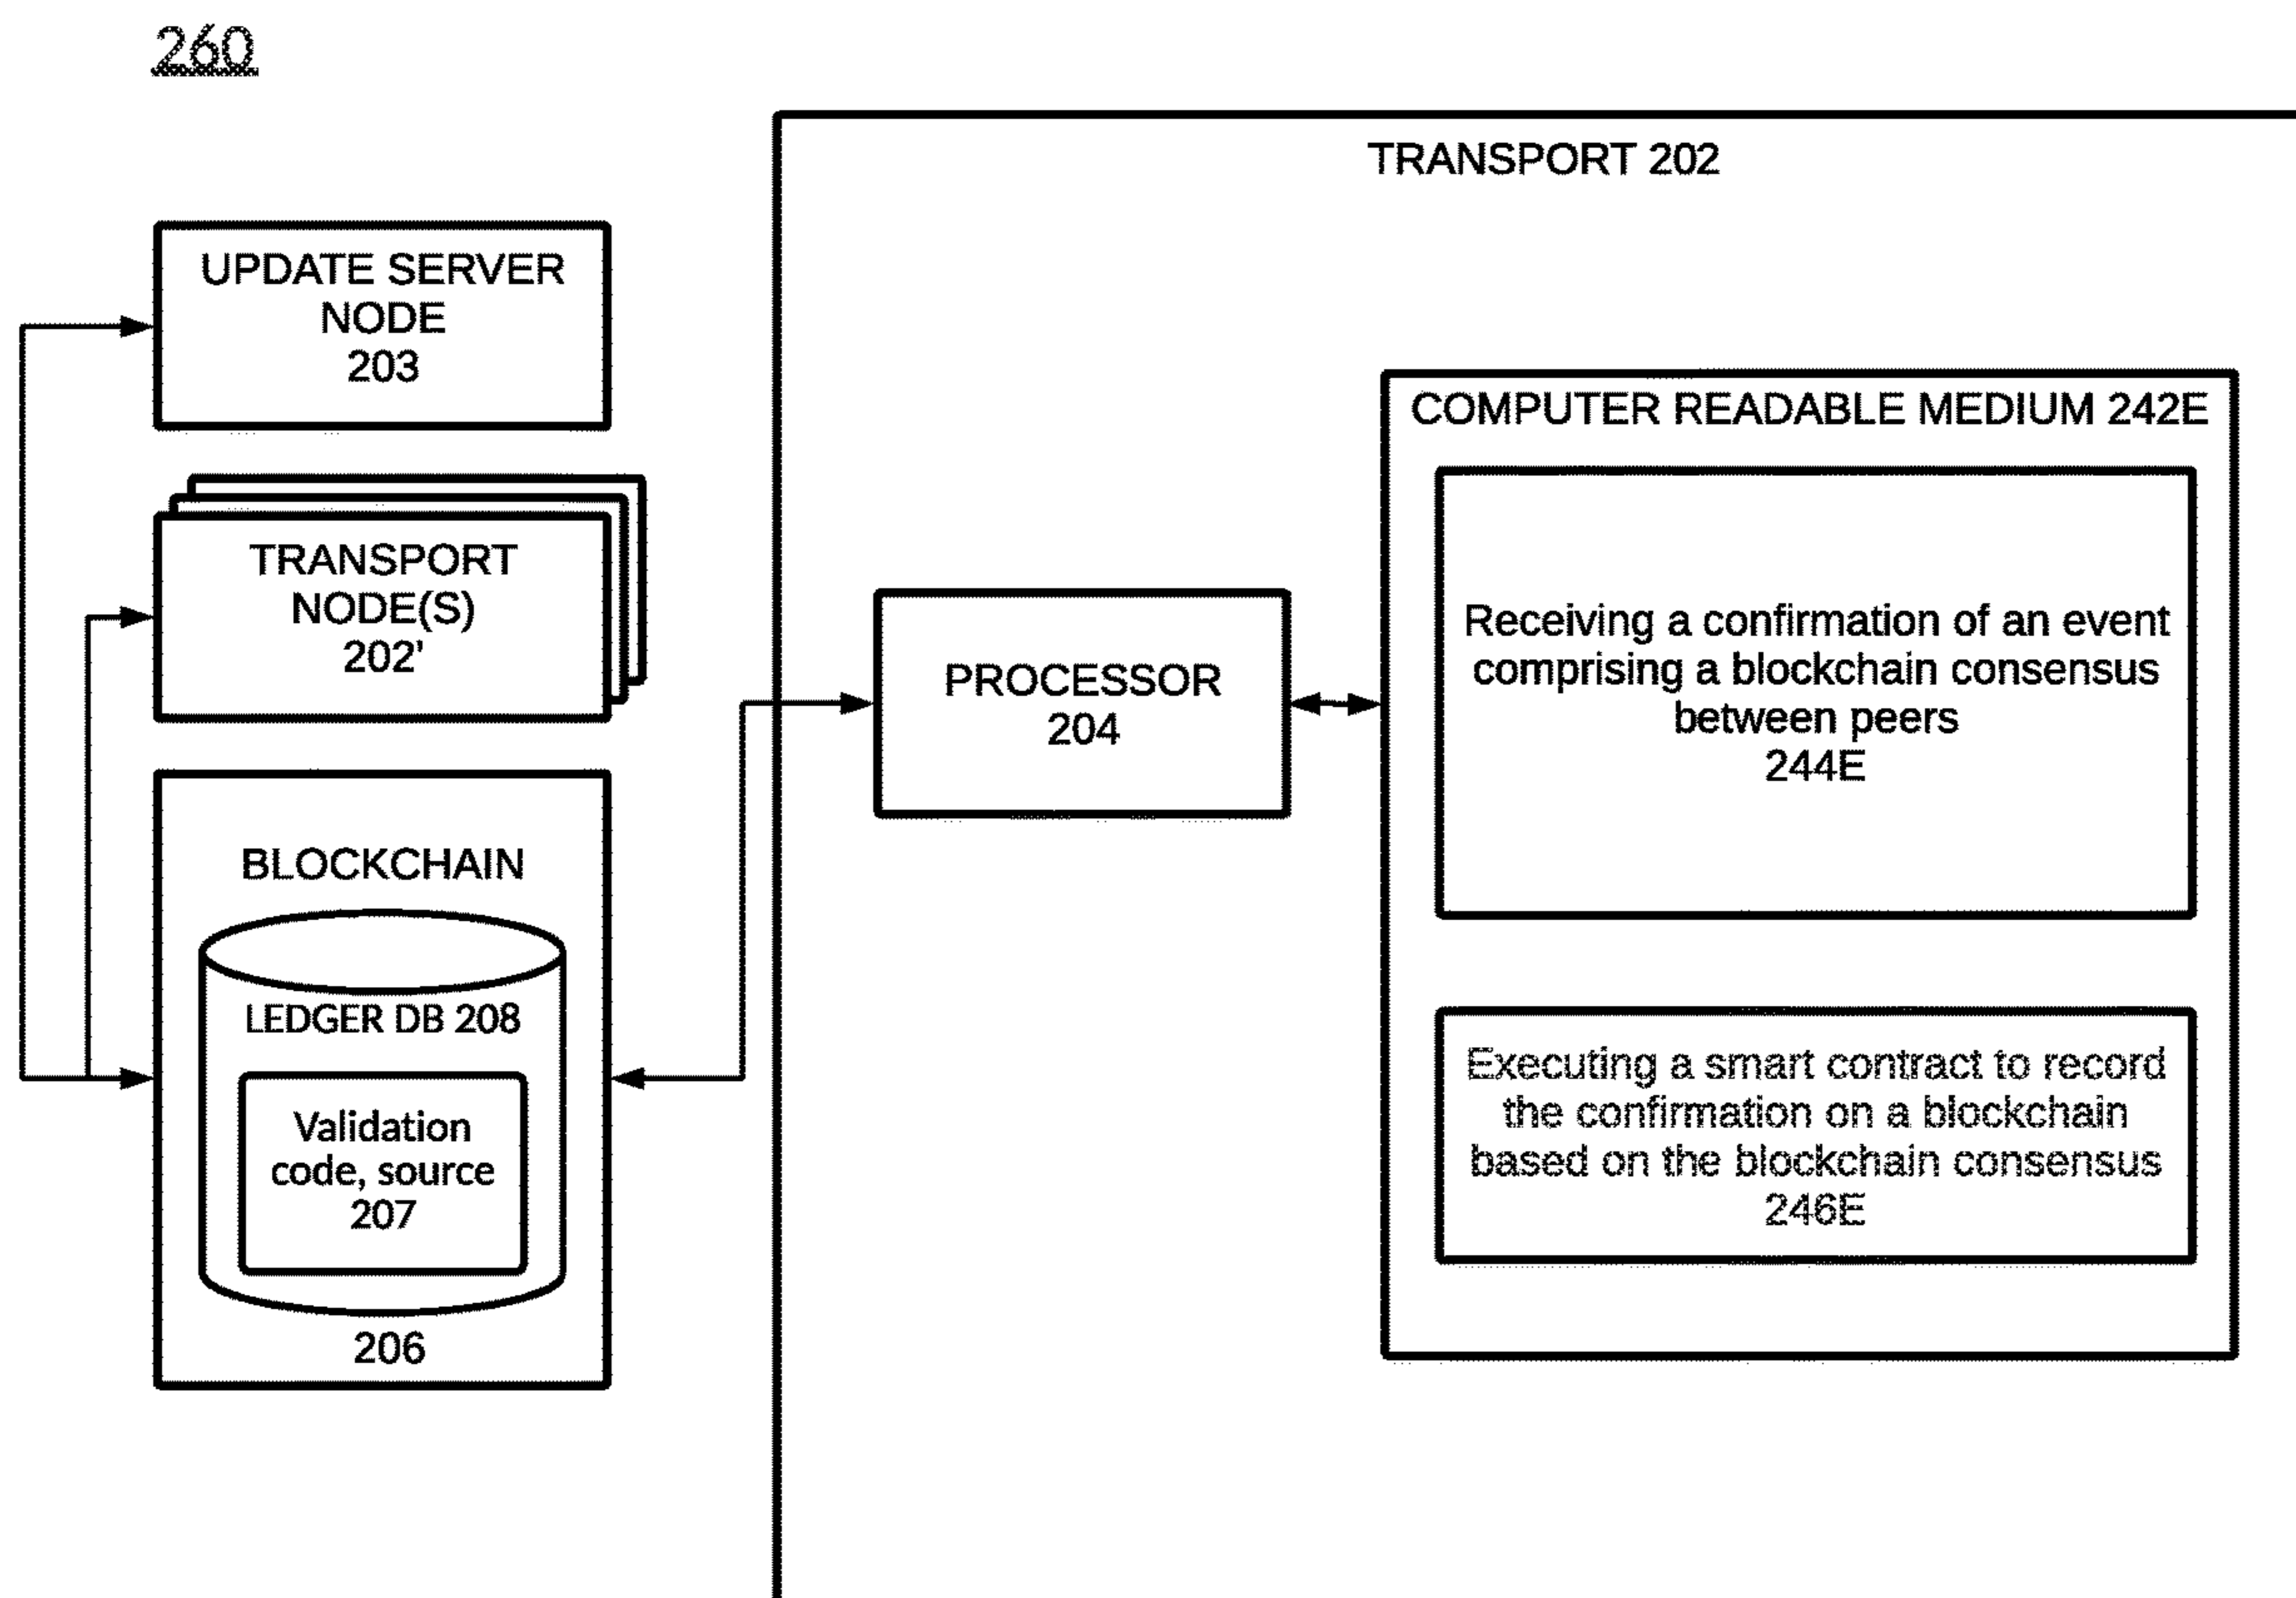 260
TRANSPORT 202
UPDATE SERVER
NODE
203
TRANSPORT
NODE(S)
202'
BLOCKCHAIN
LEDGER DB 208
Validation
code, source
207
206
PROCESSOR
204
COMPUTER READABLE MEDIUM 242E
Receiving a confirmation of an event
comprising a blockchain consensus
between peers
244E
Executing a smart contract to record
the confirmation on a blockchain
based on the blockchain consensus
246E